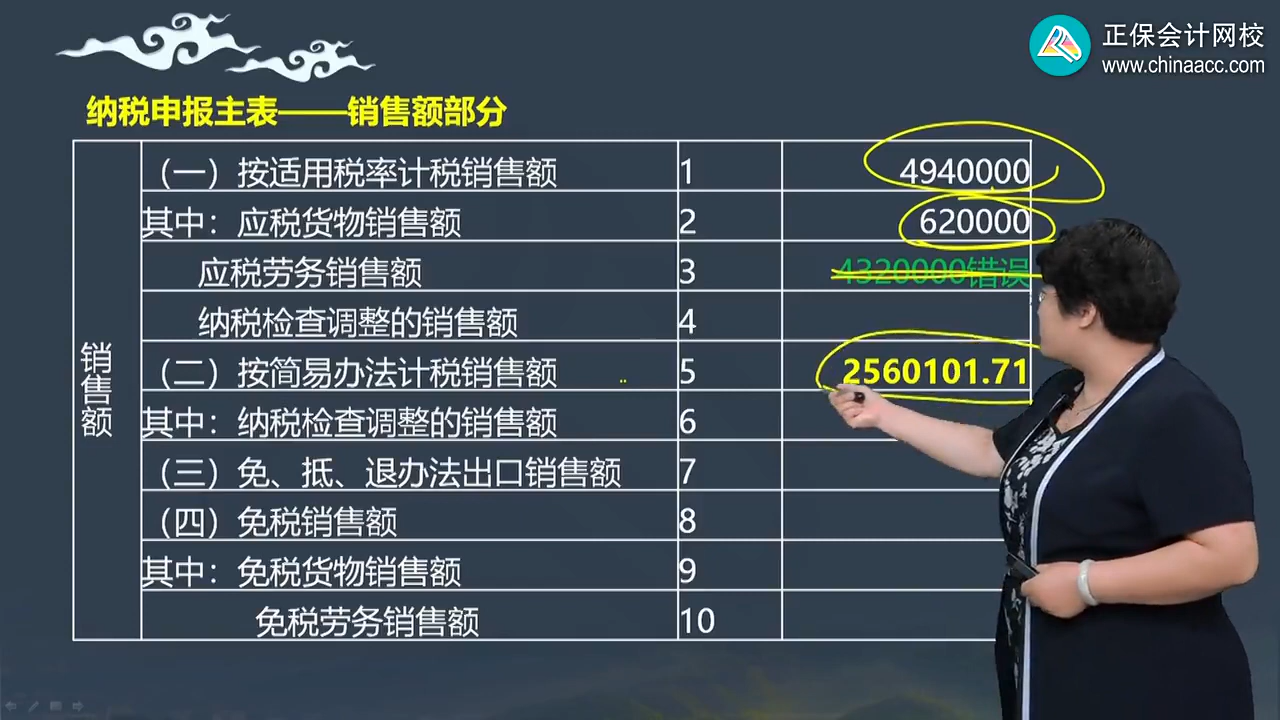 正保会计网校
www.chinaacc.com
纳税申报主表——销售额部分
销售额
（一）按适用税率计税销售额 1 4940000
其中：应税货物销售额 2 620000
应税劳务销售额 3 4320000错误
纳税检查调整的销售额 4
（二）按简易办法计税销售额 5 2560101.71
其中：纳税检查调整的销售额 6
（三）免、抵、退办法出口销售额 7
（四）免税销售额 8
其中：免税货物销售额 9
免税劳务销售额 10